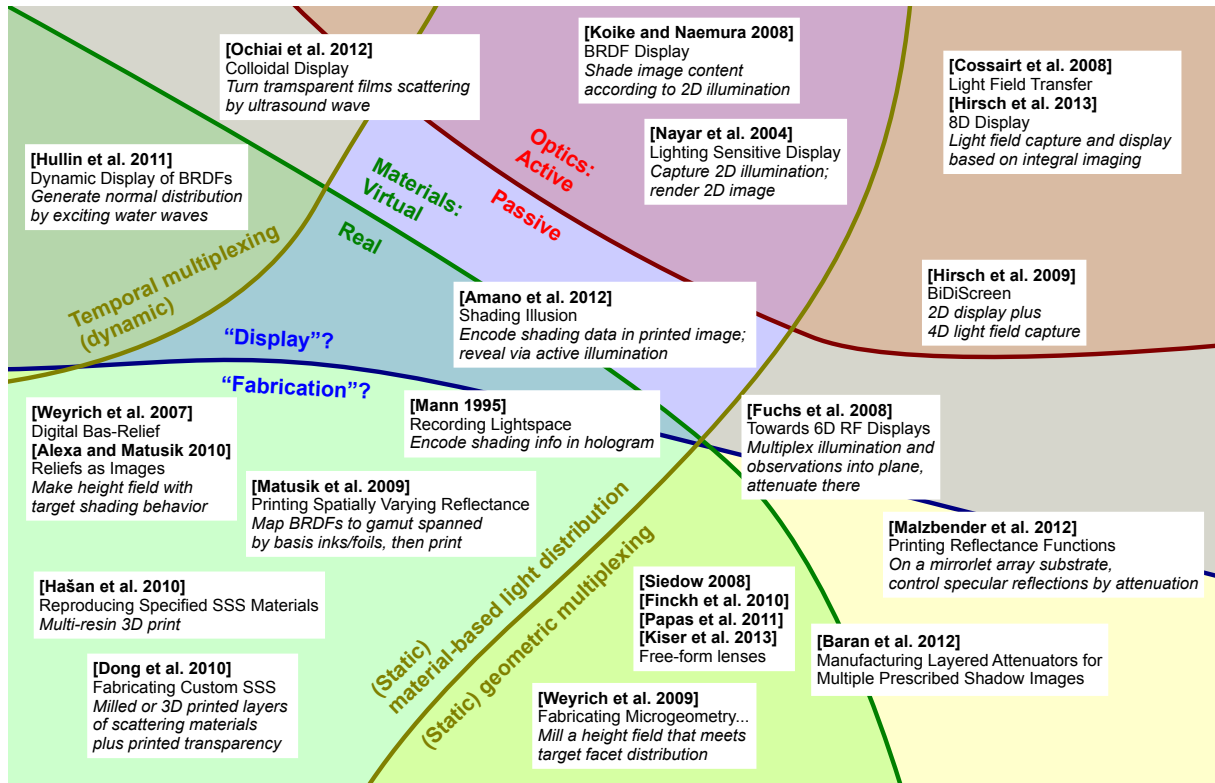 [Ochiai et al. 2012]
Colloidal Display
Turn transparent films scattering
by ultrasound wave
[Koike and Naemura 2008]
BRDF Display
Shade image content
according to 2D illumination
[Cossairt et al. 2008]
Light Field Transfer
[Hirsch et al. 2013]
8D Display
Light field capture and display
based on integral imaging
[Hullin et al. 2011]
Dynamic Display of BRDFs
Generate normal distribution
by exciting water waves
[Nayar et al. 2004]
Lighting Sensitive Display
Capture 2D illumination;
render 2D image
Optics:
Active
Passive
Materials:
Virtual
Real
Temporal multiplexing
(dynamic)
[Hirsch et al. 2009]
BiDiScreen
2D display plus
4D light field capture
[Amano et al. 2012]
Shading Illusion
Encode shading data in printed image;
reveal via active illumination
“Display”?
“Fabrication”?
[Weyrich et al. 2007]
Digital Bas-Relief
[Alexa and Matusik 2010]
Reliefs as Images
Make height field with
target shading behavior
[Mann 1995]
Recording Lightspace
Encode shading info in hologram
[Fuchs et al. 2008]
Towards 6D RF Displays
Multiplex illumination and
observations into plane,
attenuate there
[Matusik et al. 2009]
Printing Spatially Varying Reflectance
Map BRDFs to gamut spanned
by basis inks/foils, then print
[Malzbender et al. 2012]
Printing Reflectance Functions
On a mirrorlet array substrate,
control specular reflections by attenuation
(Static)
material-based light distribution
(Static) geometric multiplexing
[Hašan et al. 2010]
Reproducing Specified SSS Materials
Multi-resin 3D print
[Siedow 2008]
[Finckh et al. 2010]
[Papas et al. 2011]
[Kiser et al. 2013]
Free-form lenses
[Baran et al. 2012]
Manufacturing Layered Attenuators for
Multiple Prescribed Shadow Images
[Dong et al. 2010]
Fabricating Custom SSS
Milled or 3D printed layers
of scattering materials
plus printed transparency
[Weyrich et al. 2009]
Fabricating Microgeometry...
Mill a height field that meets
target facet distribution